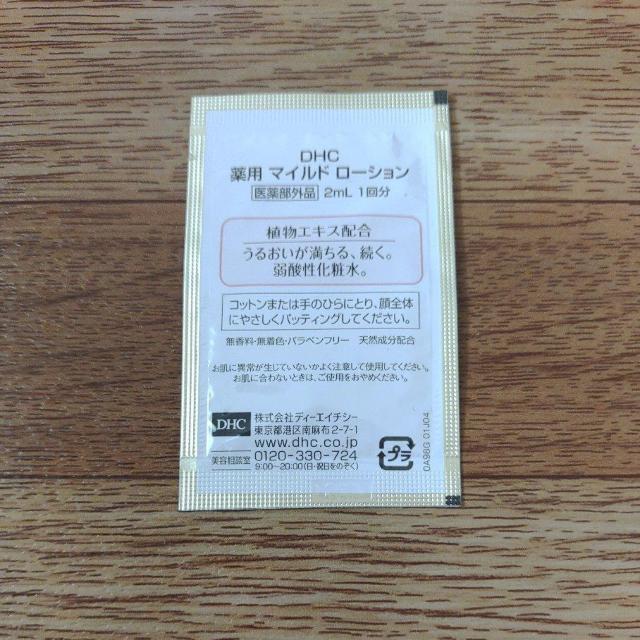 DHC
薬用 マイルド ローション
医薬部外品 2mL 1回分
植物エキス配合
うるおいが満ちる、続く。
弱酸性化粧水。
コットンまたは手のひらにとり、顔全体
にやさしくパッティングしてください。
無香料・無着色・パラベンフリー 天然成分配合
お肌に異常が生じていないかよく注意して使用してください。
お肌に合わないときは、ご使用をおやめください。
DHC
株式会社ディーエイチシー
東京都港区南麻布2-7-1
www.dhc.co.jp
美容相談室 0120-330-724
9:00〜20:00(日・祝日をのぞく)
プラ
0A98G 01J04